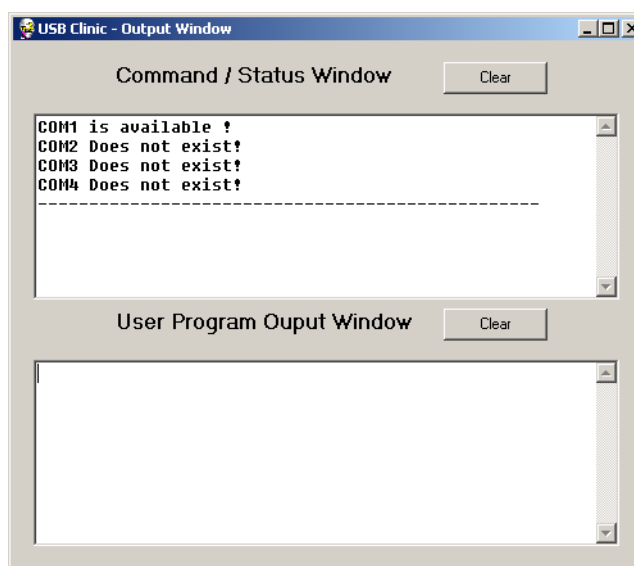 USB Clinic - Output Window
Command / Status Window
Clear
COM1 is available !
COM2 Does not exist!
COM3 Does not exist!
COM4 Does not exist!
-------------------------------------------------
User Program Ouput Window
Clear